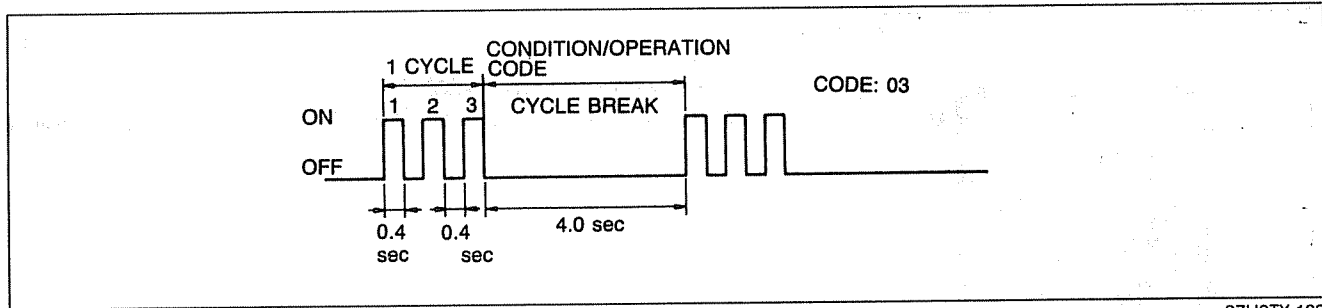 CONDITION/OPERATION
1 CYCLE CODE
1 2 3 CYCLE BREAK CODE: 03
ON
OFF
0.4 sec 0.4 sec 4.0 sec